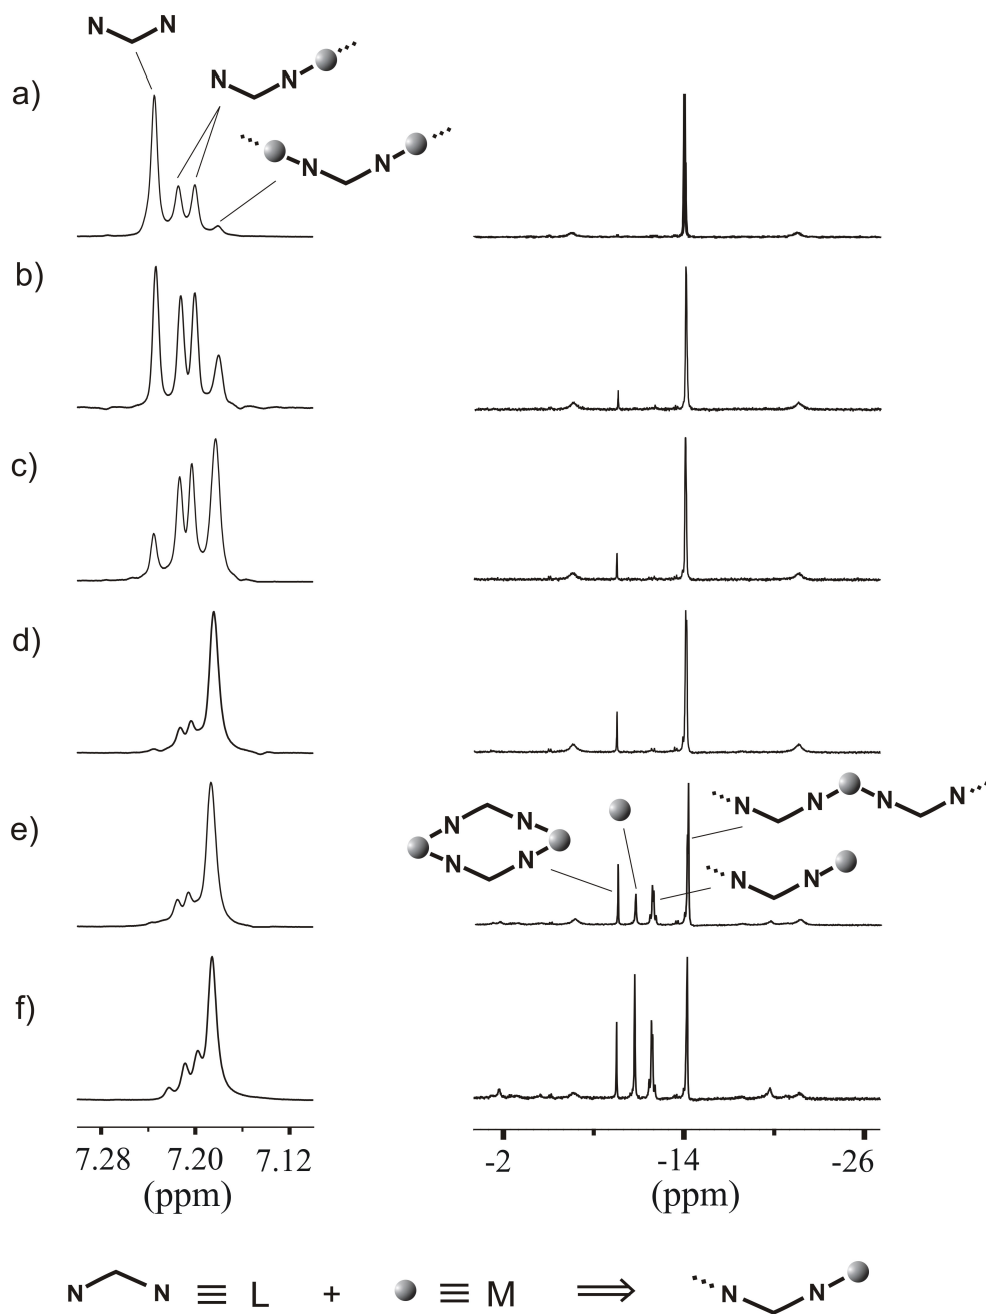 N N
a)
N N
N N
b)
c)
d)
e)
N N
N N
N N N N
N N
f)
7.28 7.20 7.12
(ppm)
-2 -14 -26
(ppm)
N N ≡ L + ≡ M ⇒ N N